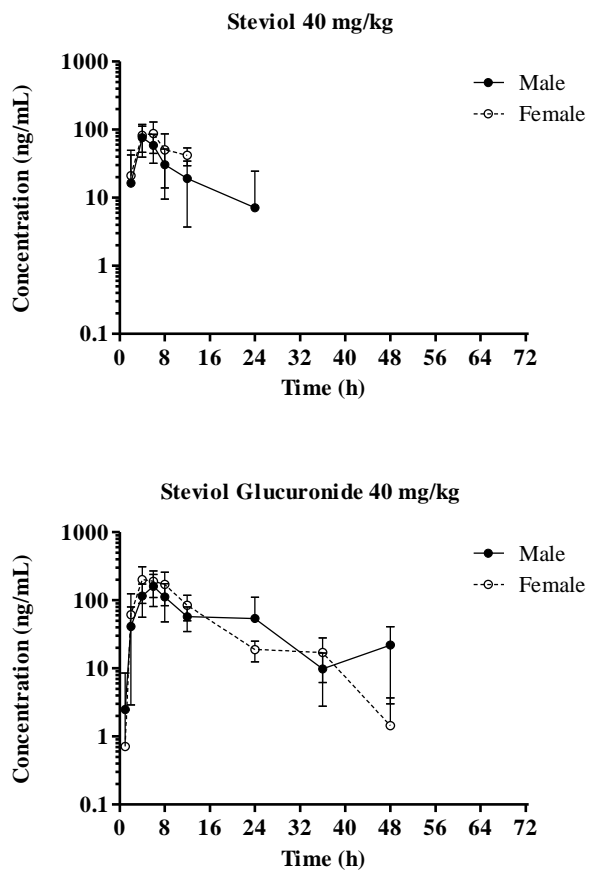 Steviol 40 mg/kg
Concentration (ng/mL)
1000
100
10
1
0.1
Male
Female
0 8 16 24 32 40 48 56 64 72
Time (h)
Steviol Glucuronide 40 mg/kg
Concentration (ng/mL)
1000
100
10
1
0.1
Male
Female
0 8 16 24 32 40 48 56 64 72
Time (h)